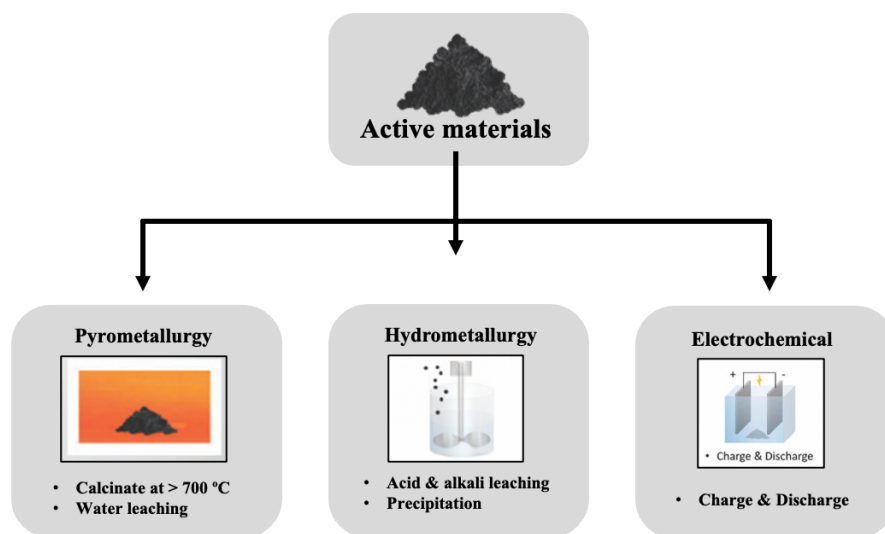 Active materials
Pyrometallurgy
• Calcinate at > 700 ºC
• Water leaching
Hydrometallurgy
• Acid & alkali leaching
• Precipitation
Electrochemical
+ -
• Charge & Discharge
• Charge & Discharge